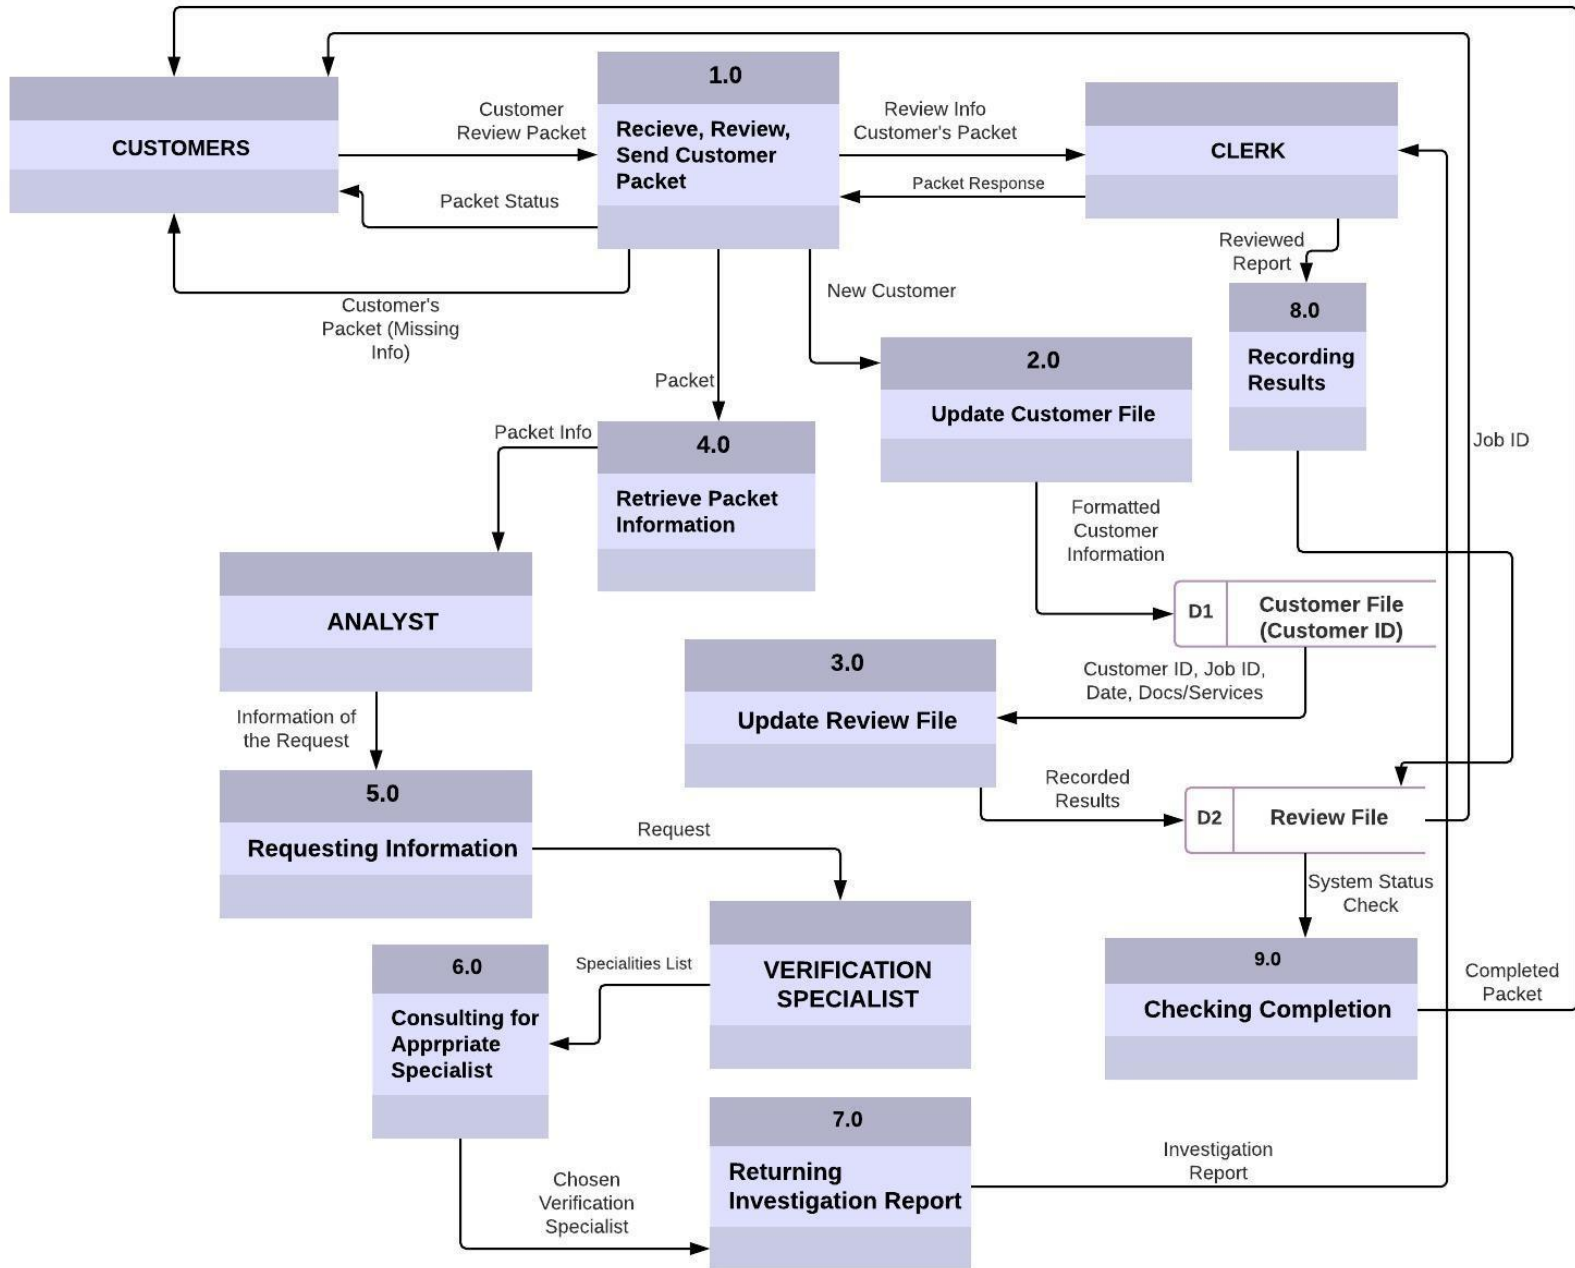 CUSTOMERS
Customer
Review Packet
1.0
Recieve, Review,
Send Customer
Packet
Review Info
Customer's Packet
CLERK
Packet Response
Packet Status
Customer's
Packet (Missing
Info)
New Customer
Reviewed
Report
8.0
Recording
Results
Packet
2.0
Update Customer File
Job ID
Packet Info
4.0
Retrieve Packet
Information
Formatted
Customer
Information
ANALYST
D1
Customer File
(Customer ID)
3.0
Update Review File
Customer ID, Job ID,
Date, Docs/Services
Information of
the Request
5.0
Requesting Information
Request
Recorded
Results
D2
Review File
System Status
Check
VERIFICATION
SPECIALIST
Specialities List
6.0
Consulting for
Apprpriate
Specialist
9.0
Checking Completion
Completed
Packet
7.0
Returning
Investigation Report
Investigation
Report
Chosen
Verification
Specialist